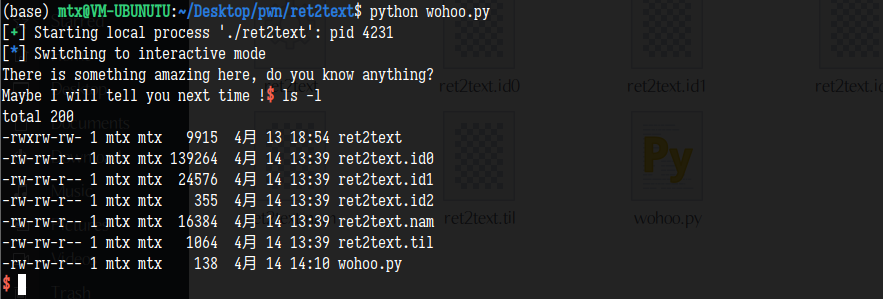 (base) mtx@VM-UBUNUTU:~/Desktop/pwn/ret2text$ python wohoo.py
[+] Starting local process './ret2text': pid 4231
[*] Switching to interactive mode
There is something amazing here, do you know anything?
Maybe I will tell you next time !$ ls -l
total 200
-rwxrw-rw- 1 mtx mtx   9915  4月 13 18:54 ret2text
-rw-rw-r-- 1 mtx mtx 139264  4月 14 13:39 ret2text.id0
-rw-rw-r-- 1 mtx mtx  24576  4月 14 13:39 ret2text.id1
-rw-rw-r-- 1 mtx mtx    355  4月 14 13:39 ret2text.id2
-rw-rw-r-- 1 mtx mtx  16384  4月 14 13:39 ret2text.nam
-rw-rw-r-- 1 mtx mtx   1064  4月 14 13:39 ret2text.til
-rw-rw-r-- 1 mtx mtx    138  4月 14 14:10 wohoo.py
$
ret2text.id0
ret2text.id1
Documents
Py
ret2text.til
wohoo.py
Trash